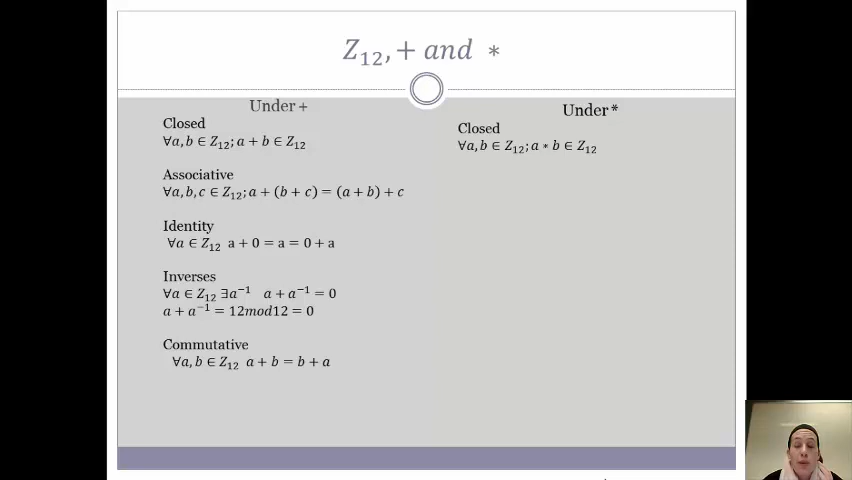 Z₁₂, + and *
Under +
Closed
∀a, b ∈ Z₁₂; a + b ∈ Z₁₂
Associative
∀a, b, c ∈ Z₁₂; a + (b + c) = (a + b) + c
Identity
∀a ∈ Z₁₂ a + 0 = a = 0 + a
Inverses
∀a ∈ Z₁₂ ∃a⁻¹ a + a⁻¹ = 0
a + a⁻¹ = 12mod12 = 0
Commutative
∀a, b ∈ Z₁₂ a + b = b + a
Under *
Closed
∀a, b ∈ Z₁₂; a * b ∈ Z₁₂